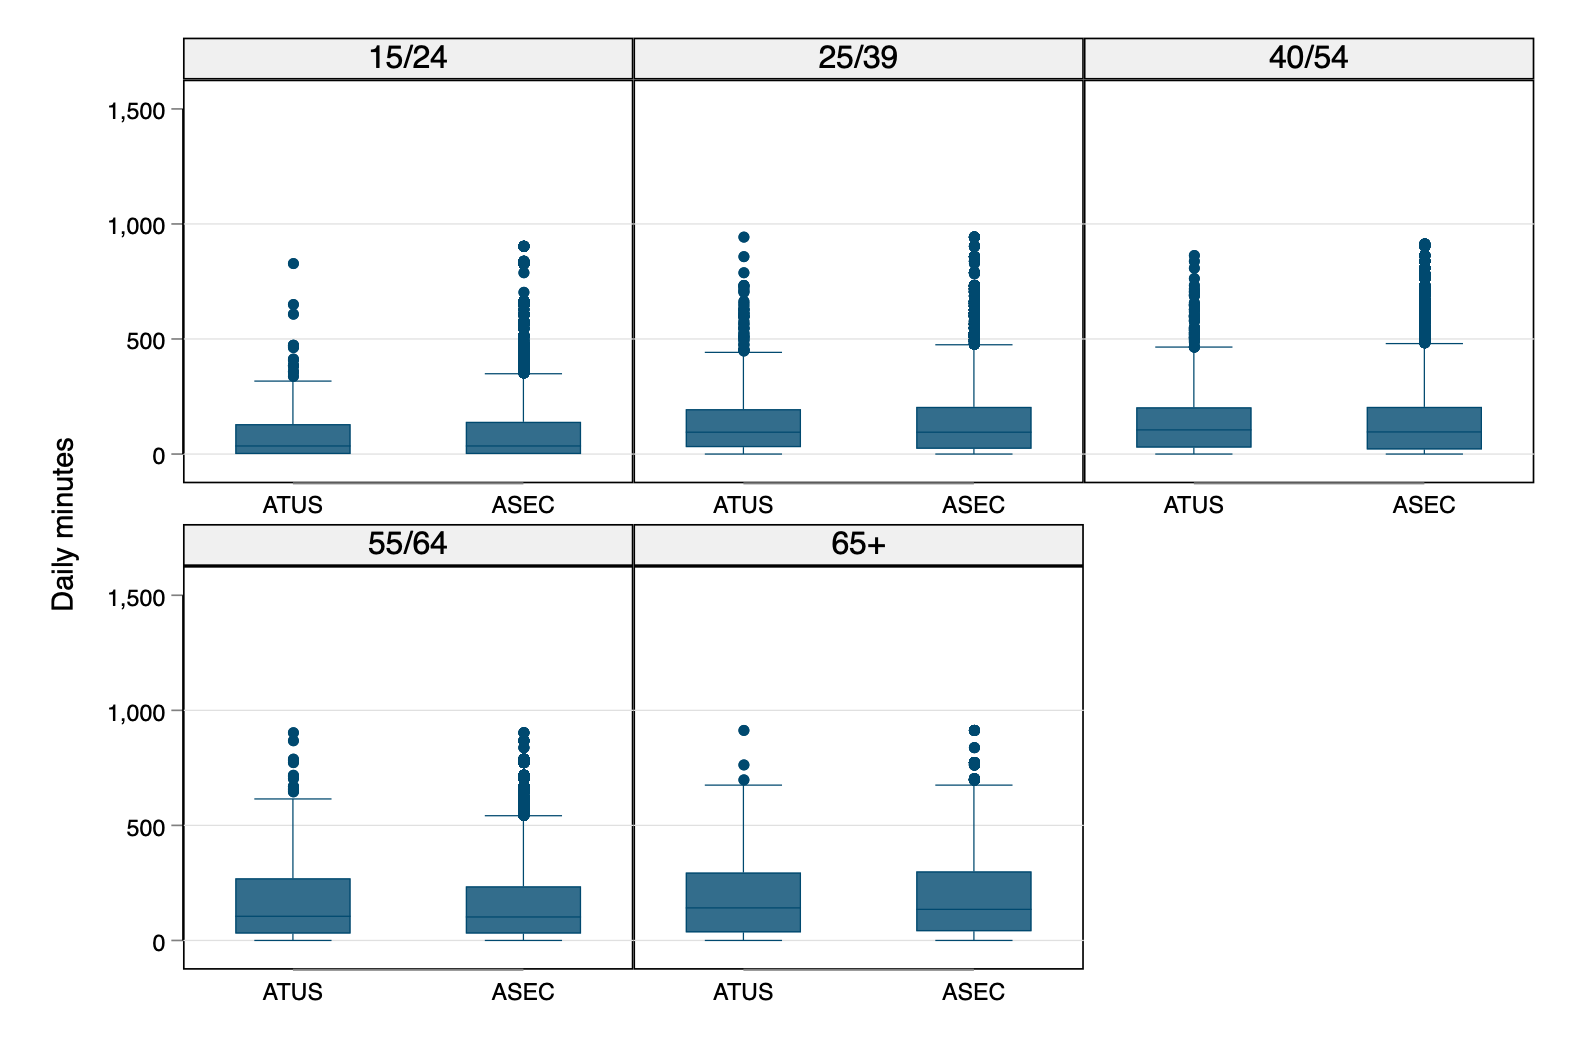 15/24 25/39 40/54
1,500
1,000
500
0
ATUS ASEC ATUS ASEC ATUS ASEC
Daily minutes
55/64 65+
1,500
1,000
500
0
ATUS ASEC ATUS ASEC